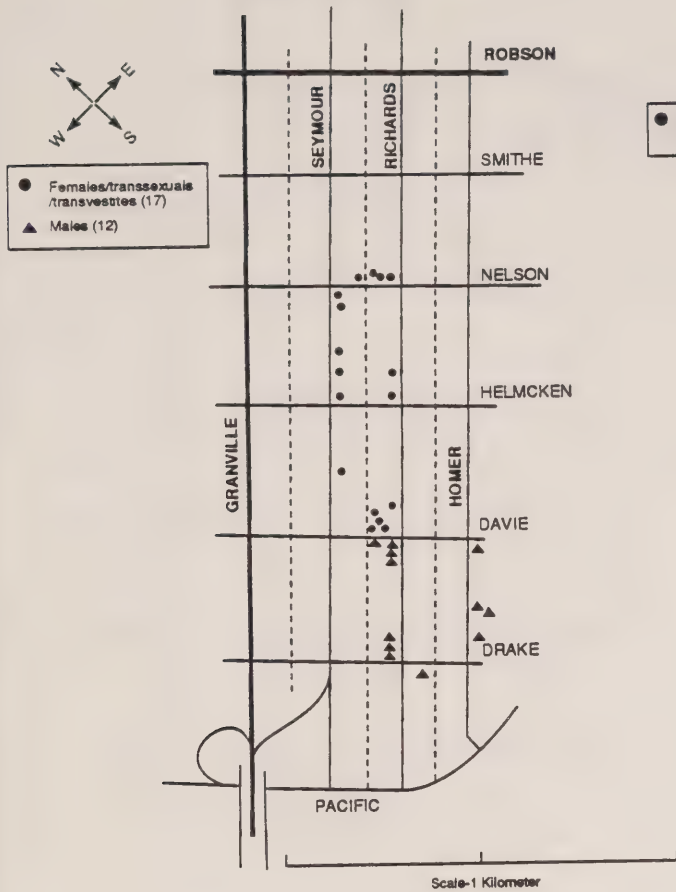 ROBSON
N
E
W
S
SEYMOUR
RICHARDS
SMITHE
Females/transsexuals
/transvestites (17)
Males (12)
NELSON
HELMCKEN
GRANVILLE
HOMER
DAVIE
DRAKE
PACIFIC
Scale-1 Kilometer